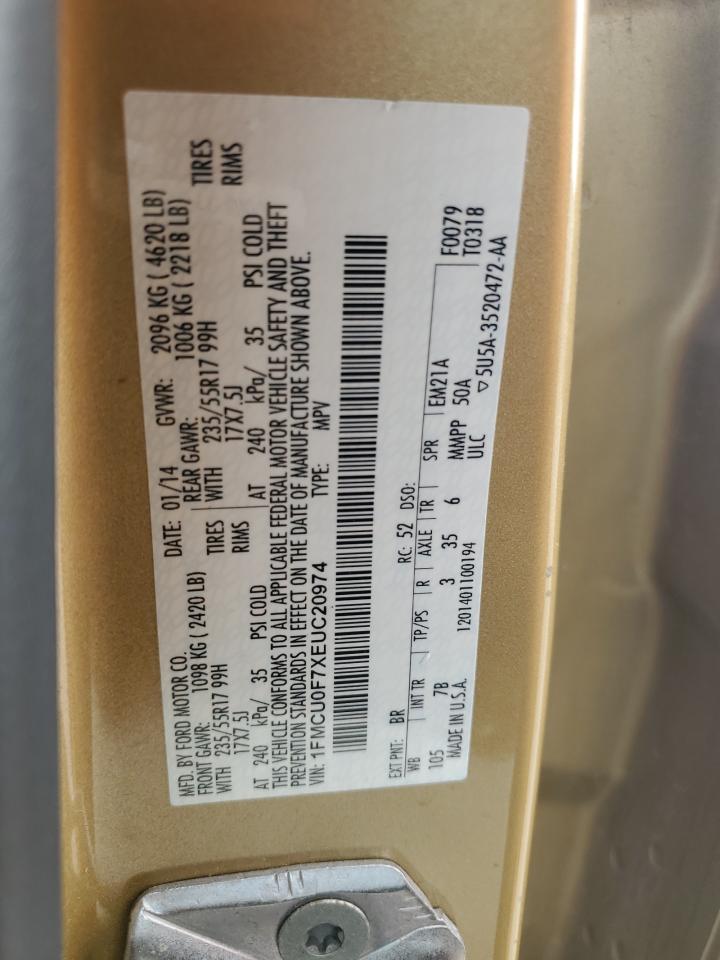 MFD. BY FORD MOTOR CO.
DATE: 01/14 GVWR: 2096 KG ( 4620 LB)
FRONT GAWR: 1098 KG ( 2420 LB) REAR GAWR: 1006 KG ( 2218 LB)
WITH 235/55R17 99H TIRES WITH 235/55R17 99H TIRES
17X7.5J RIMS 17X7.5J RIMS
AT 240 kPa/ 35 PSI COLD AT 240 kPa/ 35 PSI COLD
THIS VEHICLE CONFORMS TO ALL APPLICABLE FEDERAL MOTOR VEHICLE SAFETY AND THEFT
PREVENTION STANDARDS IN EFFECT ON THE DATE OF MANUFACTURE SHOWN ABOVE.
VIN: 1FMCU0F7XEUC20974 TYPE: MPV
F0079
T0318
EXT PNT: BR RC: 52 DSO:
WB INT TR TP/PS R AXLE TR SPR EM21A
105 7B 3 35 6 MMPP 50A
MADE IN U.S.A. 1201401100194 ULC ▽5U5A-3520472-AA